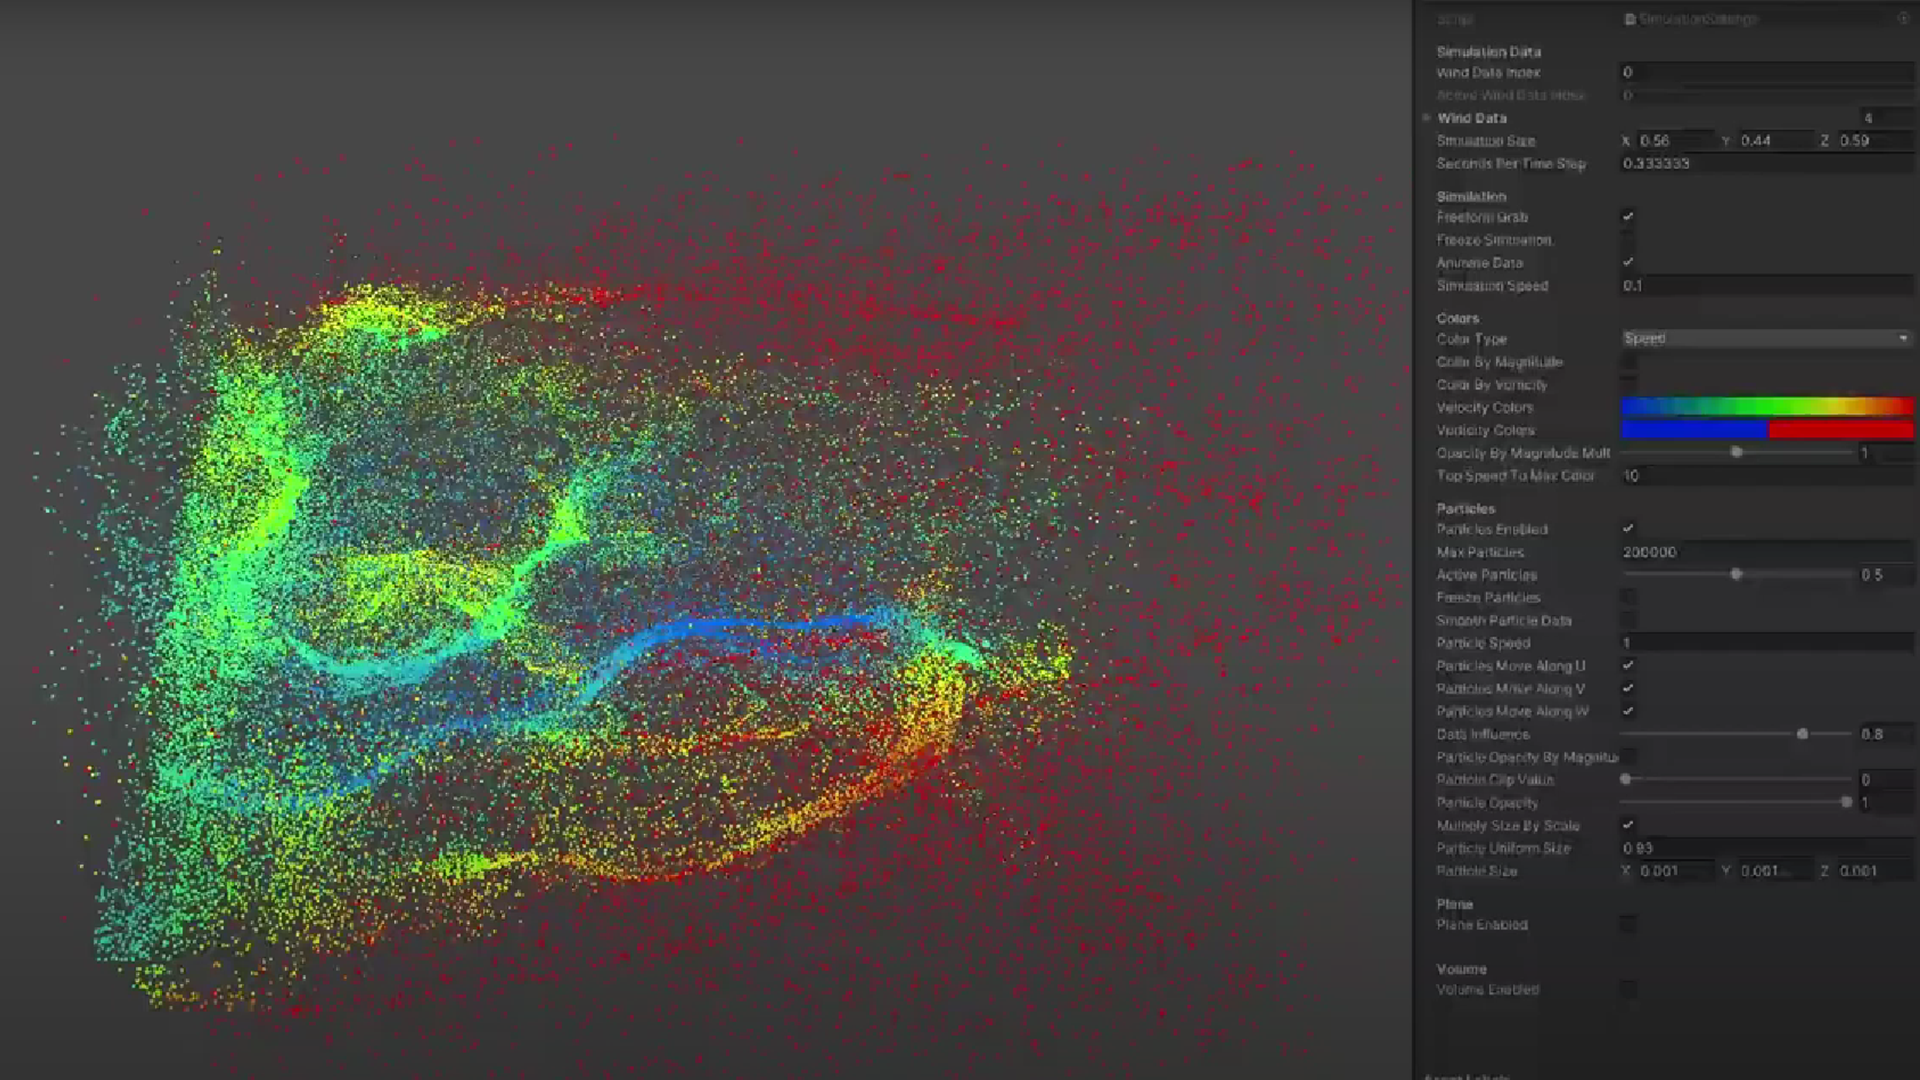 Script SimulationSettings
Simulation Data
Wind Data Index 0
Active Wind Data Index 0
Wind Data 4
Simulation Size X 0.56 Y 0.44 Z 0.59
Seconds Per Time Step 0.333333
Simulation
Freeform Grab
Freeze Simulation
Animate Data
Simulation Speed 0.1
Colors
Color Type Speed
Color By Magnitude
Color By Vorticity
Velocity Colors
Vorticity Colors
Opacity By Magnitude Mult 1
Top Speed To Max Color 10
Particles
Particles Enabled
Max Particles 200000
Active Particles 0.5
Freeze Particles
Smooth Particle Data
Particle Speed 1
Particles Move Along U
Particles Move Along V
Particles Move Along W
Data Influence 0.8
Particle Opacity By Magnitu
Particle Clip Value 0
Particle Opacity 1
Multiply Size By Scale
Particle Uniform Size 0.93
Particle Size X 0.001 Y 0.001 Z 0.001
Plane
Plane Enabled
Volume
Volume Enabled